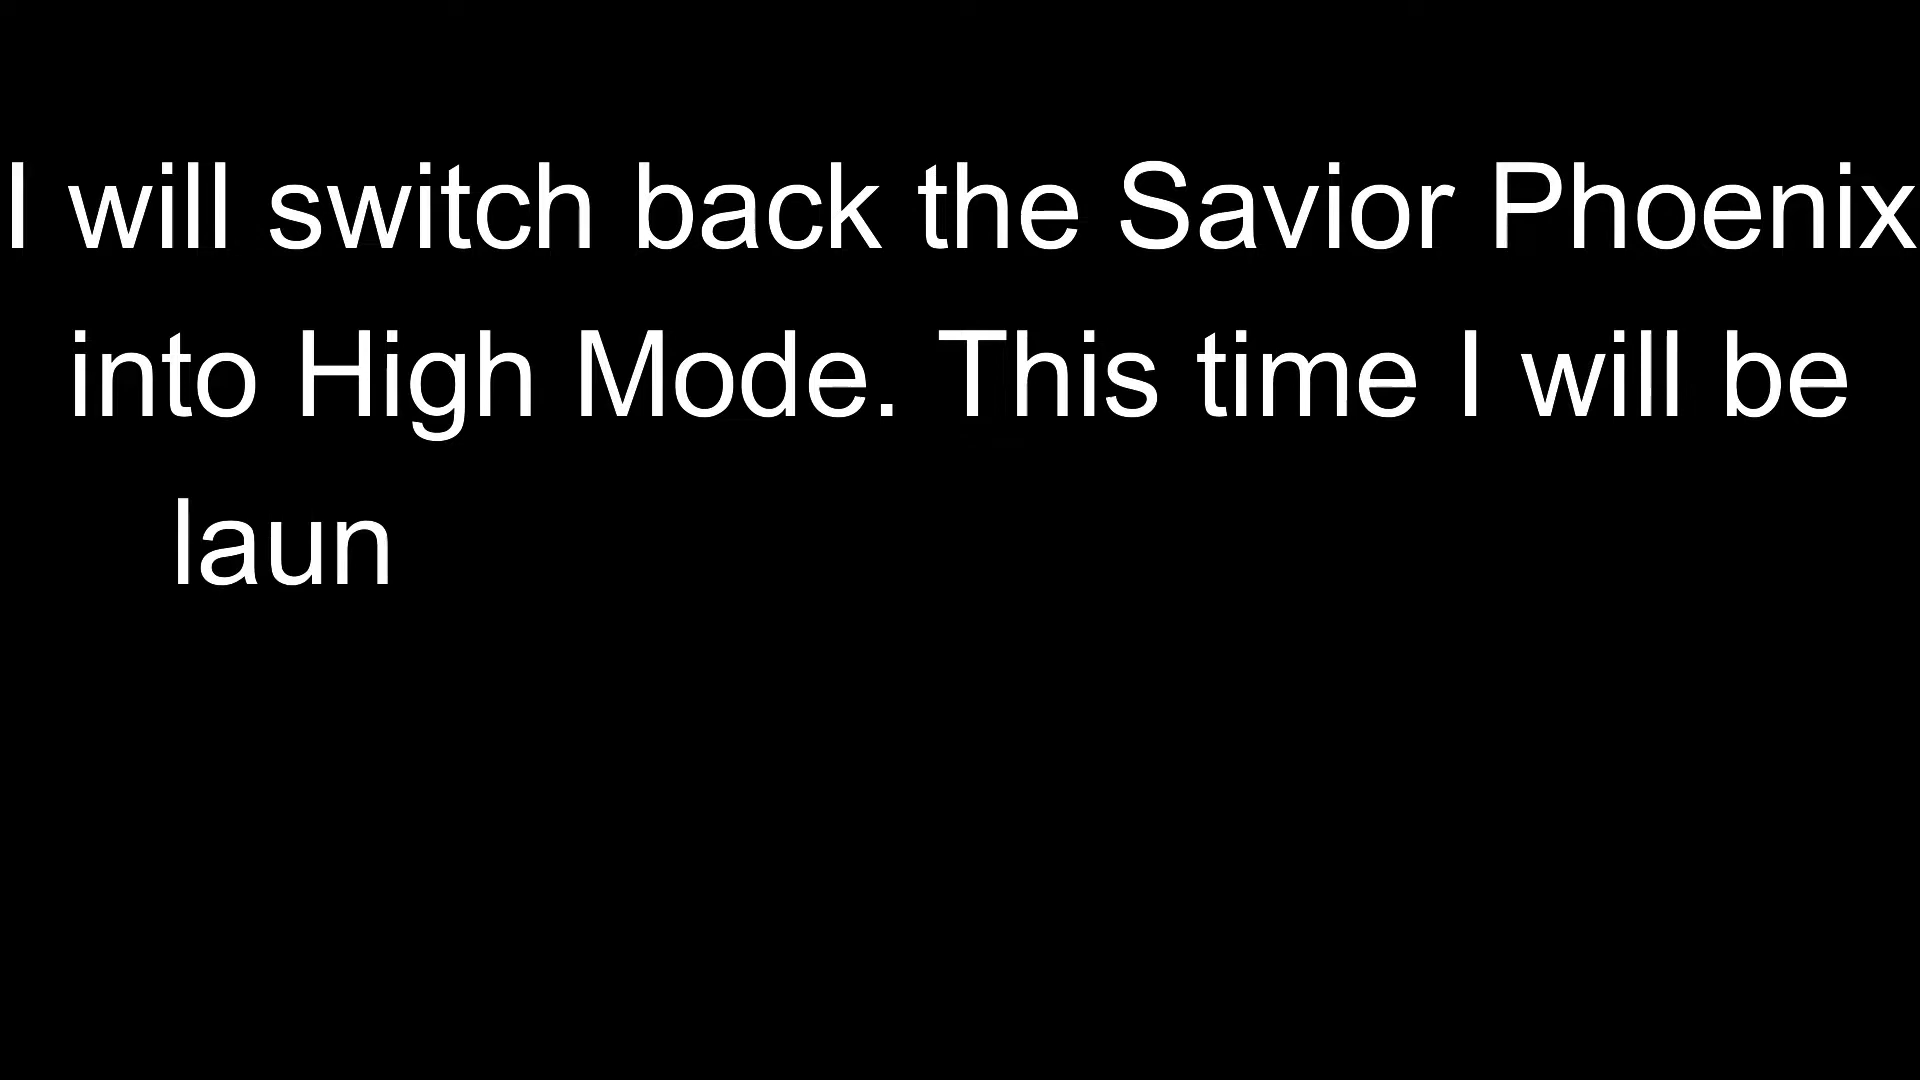 I will switch back the Savior Phoenix
into High Mode. This time I will be
laun